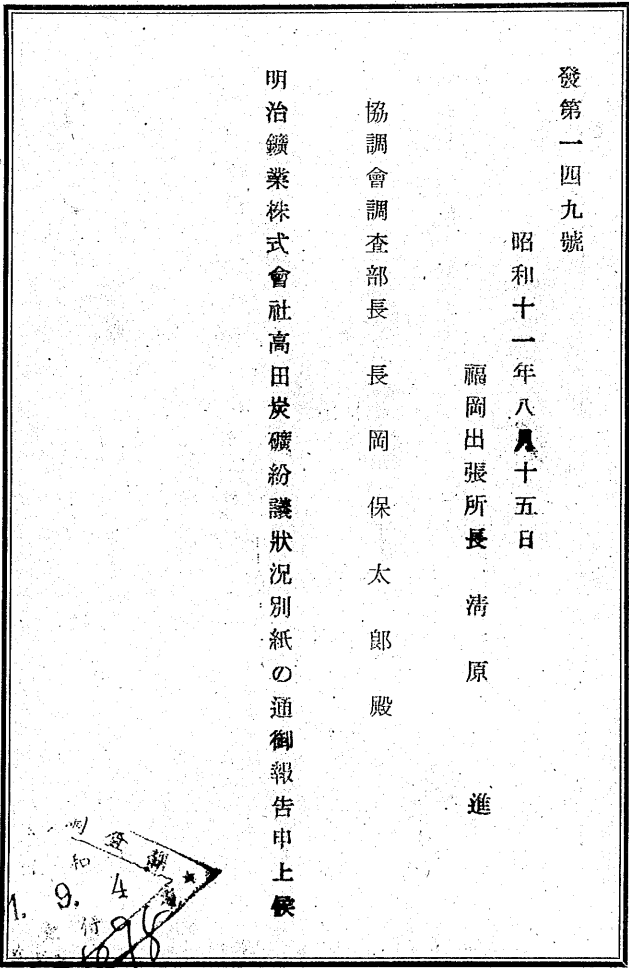 發第一四九號
昭和十一年八月十五日
福岡出張所長 淸原 進
協調會調査部長 長岡保太郎殿
明治鑛業株式會社高田炭礦紛議狀況別紙の通御報告申上候
9. 4